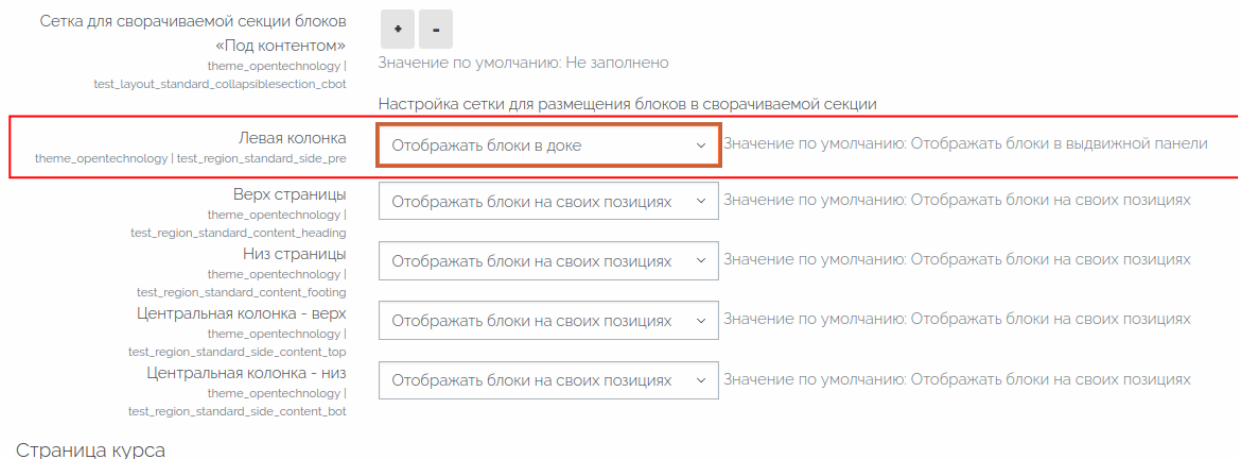 Сетка для сворачиваемой секции блоков
«Под контентом»
theme_opentechnology |
test_layout_standard_collapsiblesection_cbot
+ -
Значение по умолчанию: Не заполнено
Настройка сетки для размещения блоков в сворачиваемой секции
Левая колонка
theme_opentechnology | test_region_standard_side_pre
Отображать блоки в доке
Значение по умолчанию: Отображать блоки в выдвижной панели
Верх страницы
theme_opentechnology |
test_region_standard_content_heading
Отображать блоки на своих позициях
Значение по умолчанию: Отображать блоки на своих позициях
Низ страницы
theme_opentechnology |
test_region_standard_content_footing
Отображать блоки на своих позициях
Значение по умолчанию: Отображать блоки на своих позициях
Центральная колонка - верх
theme_opentechnology |
test_region_standard_side_content_top
Отображать блоки на своих позициях
Значение по умолчанию: Отображать блоки на своих позициях
Центральная колонка - низ
theme_opentechnology |
test_region_standard_side_content_bot
Отображать блоки на своих позициях
Значение по умолчанию: Отображать блоки на своих позициях
Страница курса